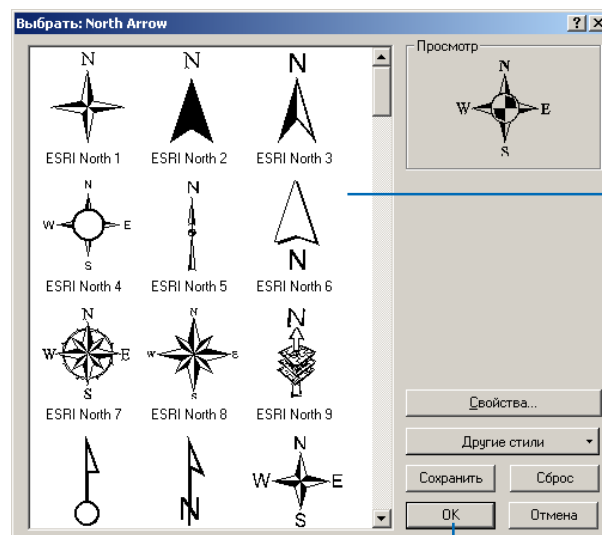 Выбрать: North Arrow
N
N
N
ESRI North 1
ESRI North 2
ESRI North 3
N
W
E
S
N
N
ESRI North 4
ESRI North 5
ESRI North 6
N
W
E
S
N
W
E
S
N
ESRI North 7
ESRI North 8
ESRI North 9
N
N
W
E
S
Просмотр
N
W
E
S
Свойства...
Другие стили
Сохранить
Сброс
OK
Отмена